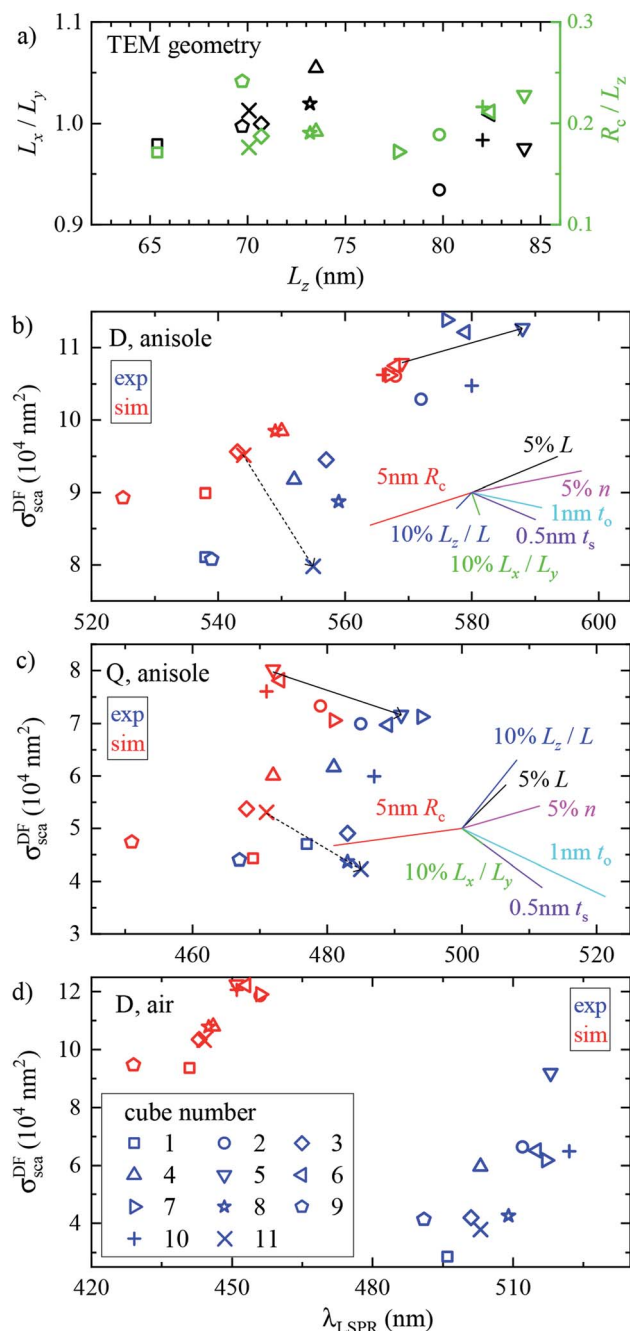 a) TEM geometry
1.1
1.0
0.9
L_x / L_y
0.3
0.2
0.1
R_c / L_z
65 70 75 80 85
L_z (nm)
b) D, anisole
exp
sim
11
10
9
8
σ_sca^DF (10^4 nm^2)
5% L
5nm R_c
5% n
1nm t_o
10% L_z / L
0.5nm t_s
10% L_x / L_y
520 540 560 580 600
c) Q, anisole
exp
sim
8
7
6
5
4
3
σ_sca^DF (10^4 nm^2)
10% L_z / L
5% L
5nm R_c
5% n
1nm t_o
10% L_x / L_y
0.5nm t_s
460 480 500 520
d) D, air
exp
sim
12
10
8
6
4
σ_sca^DF (10^4 nm^2)
cube number
1 2 3
4 5 6
7 8 9
10 11
420 450 480 510
λ_LSPR (nm)